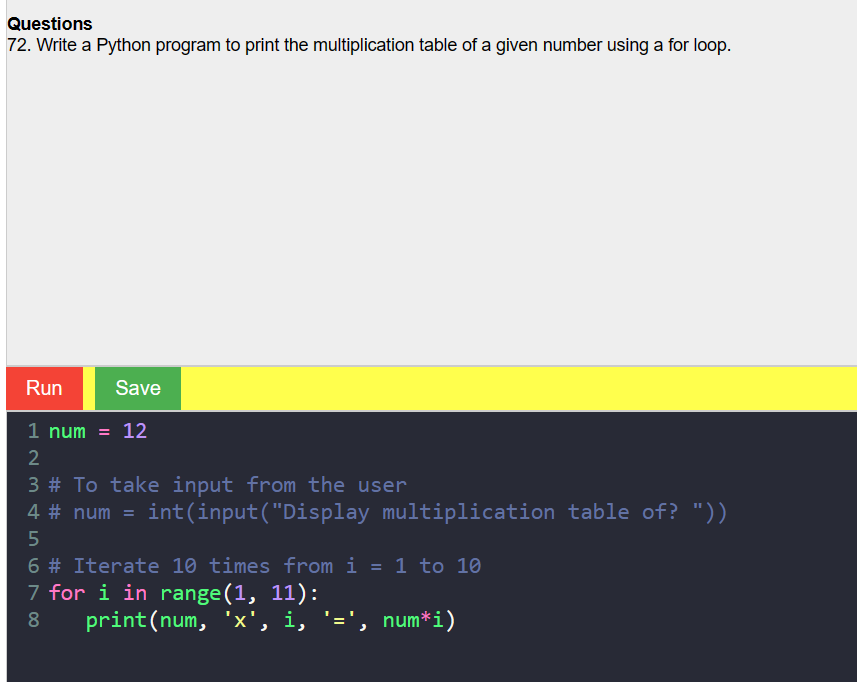 Questions
72. Write a Python program to print the multiplication table of a given number using a for loop.
Run Save
1 num = 12
2
3 # To take input from the user
4 # num = int(input("Display multiplication table of? "))
5
6 # Iterate 10 times from i = 1 to 10
7 for i in range(1, 11):
8    print(num, 'x', i, '=', num*i)